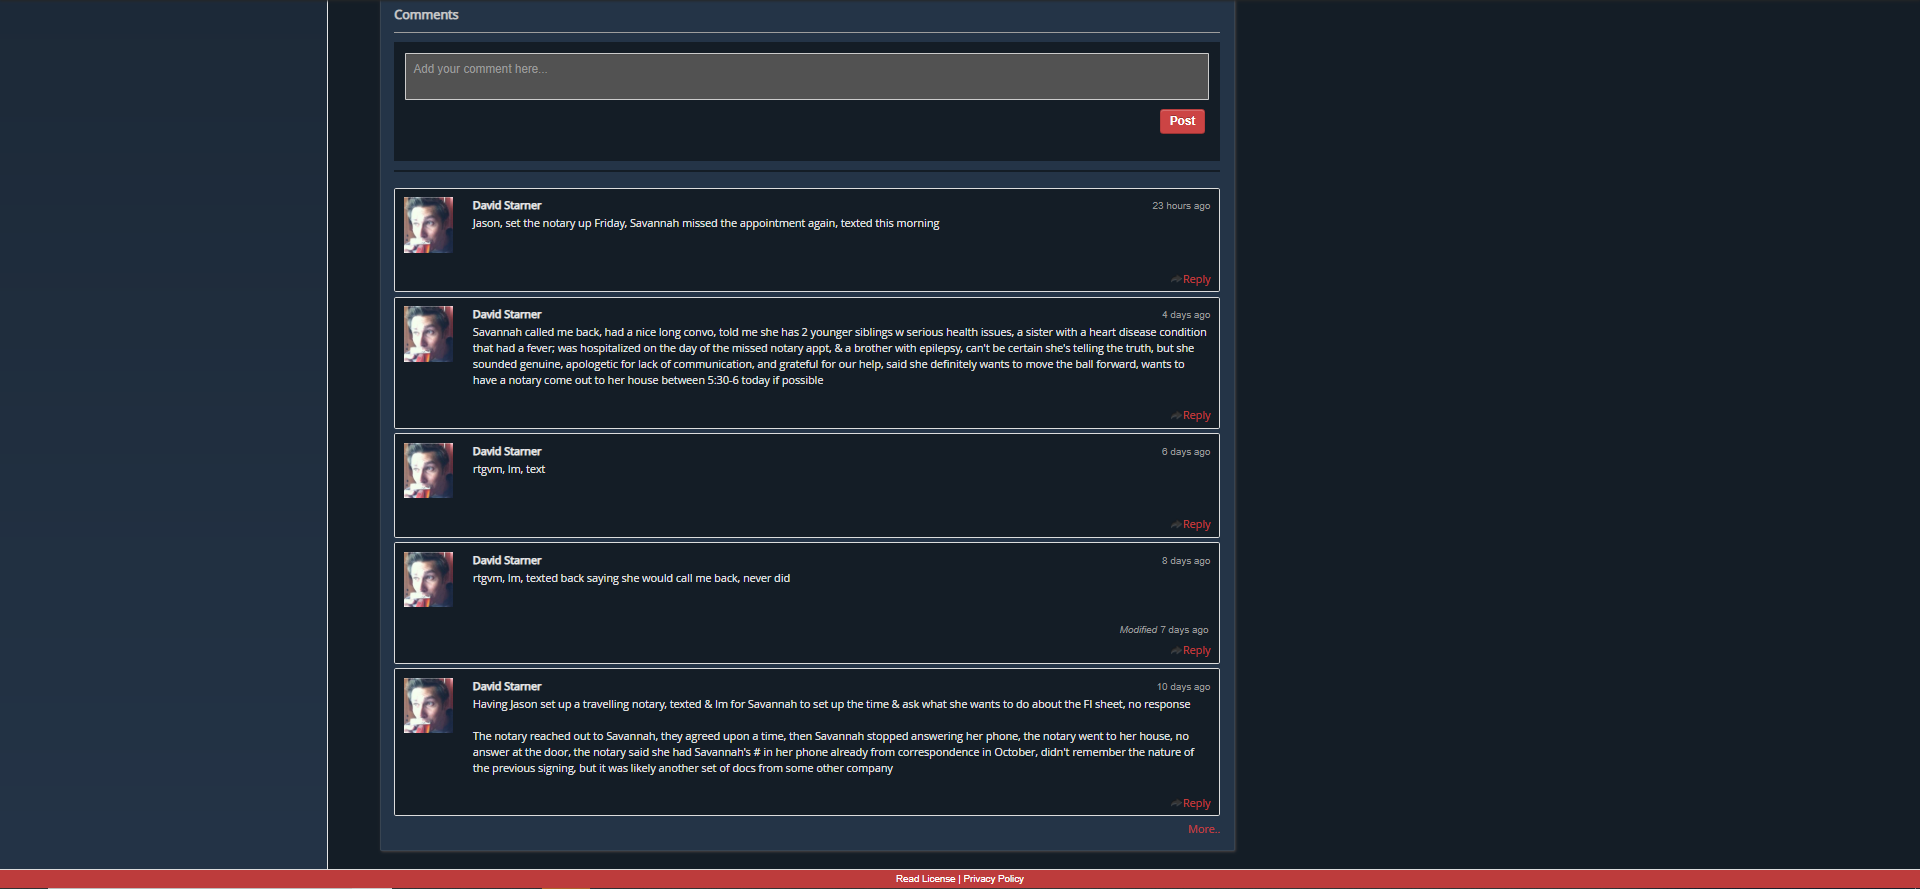 Comments
Add your comment here...
Post
David Starner
23 hours ago
Jason, set the notary up Friday, Savannah missed the appointment again, texted this morning
Reply
David Starner
4 days ago
Savannah called me back, had a nice long convo, told me she has 2 younger siblings w serious health issues, a sister with a heart disease condition
that had a fever; was hospitalized on the day of the missed notary appt, & a brother with epilepsy, can't be certain she's telling the truth, but she
sounded genuine, apologetic for lack of communication, and grateful for our help, said she definitely wants to move the ball forward, wants to
have a notary come out to her house between 5:30-6 today if possible
Reply
David Starner
6 days ago
rtgvm, lm, text
Reply
David Starner
8 days ago
rtgvm, lm, texted back saying she would call me back, never did
Modified 7 days ago
Reply
David Starner
10 days ago
Having Jason set up a travelling notary, texted & lm for Savannah to set up the time & ask what she wants to do about the FI sheet, no response
The notary reached out to Savannah, they agreed upon a time, then Savannah stopped answering her phone, the notary went to her house, no
answer at the door, the notary said she had Savannah's # in her phone already from correspondence in October, didn't remember the nature of
the previous signing, but it was likely another set of docs from some other company
Reply
More..
Read License | Privacy Policy